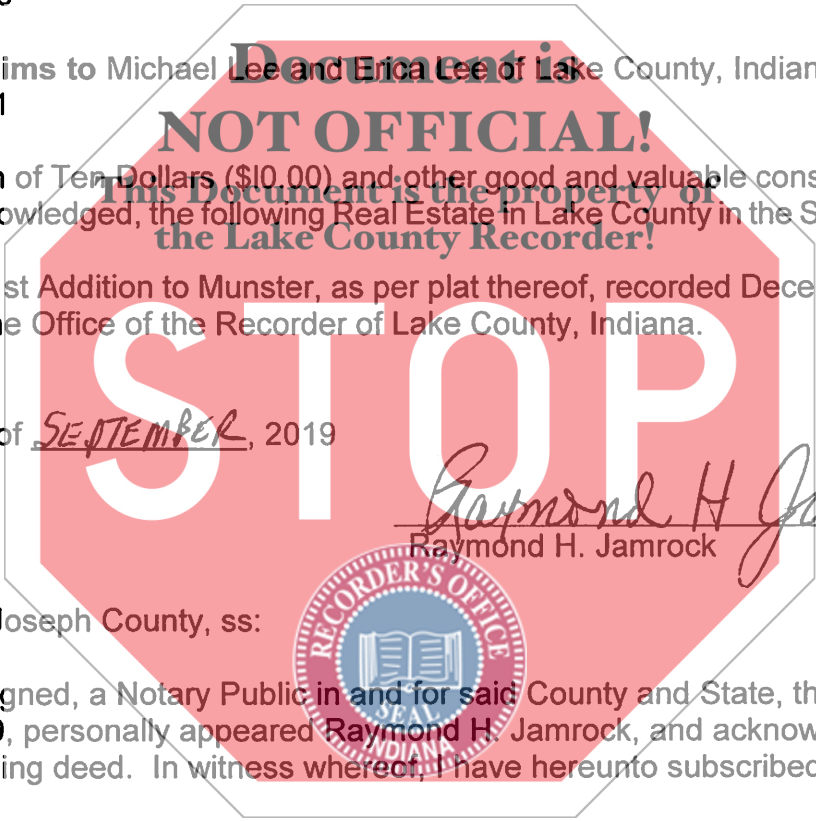 ims to Michael Lee and Erica Lee of Lake County, Indian
1
Document is
NOT OFFICIAL!
This Document is the property of
the Lake County Recorder!
of Ten Dollars ($I0.00) and other good and valuable cons
owledged, the following Real Estate in Lake County in the S
st Addition to Munster, as per plat thereof, recorded Dece
e Office of the Recorder of Lake County, Indiana.
STOP
of SEPTEMBER, 2019
Raymond H Ja
Raymond H. Jamrock
RECORDER'S OFFICE
SEAL
INDIANA
Joseph County, ss:
gned, a Notary Public in and for said County and State, th
, personally appeared Raymond H. Jamrock, and acknow
ing deed. In witness whereof, I have hereunto subscribed